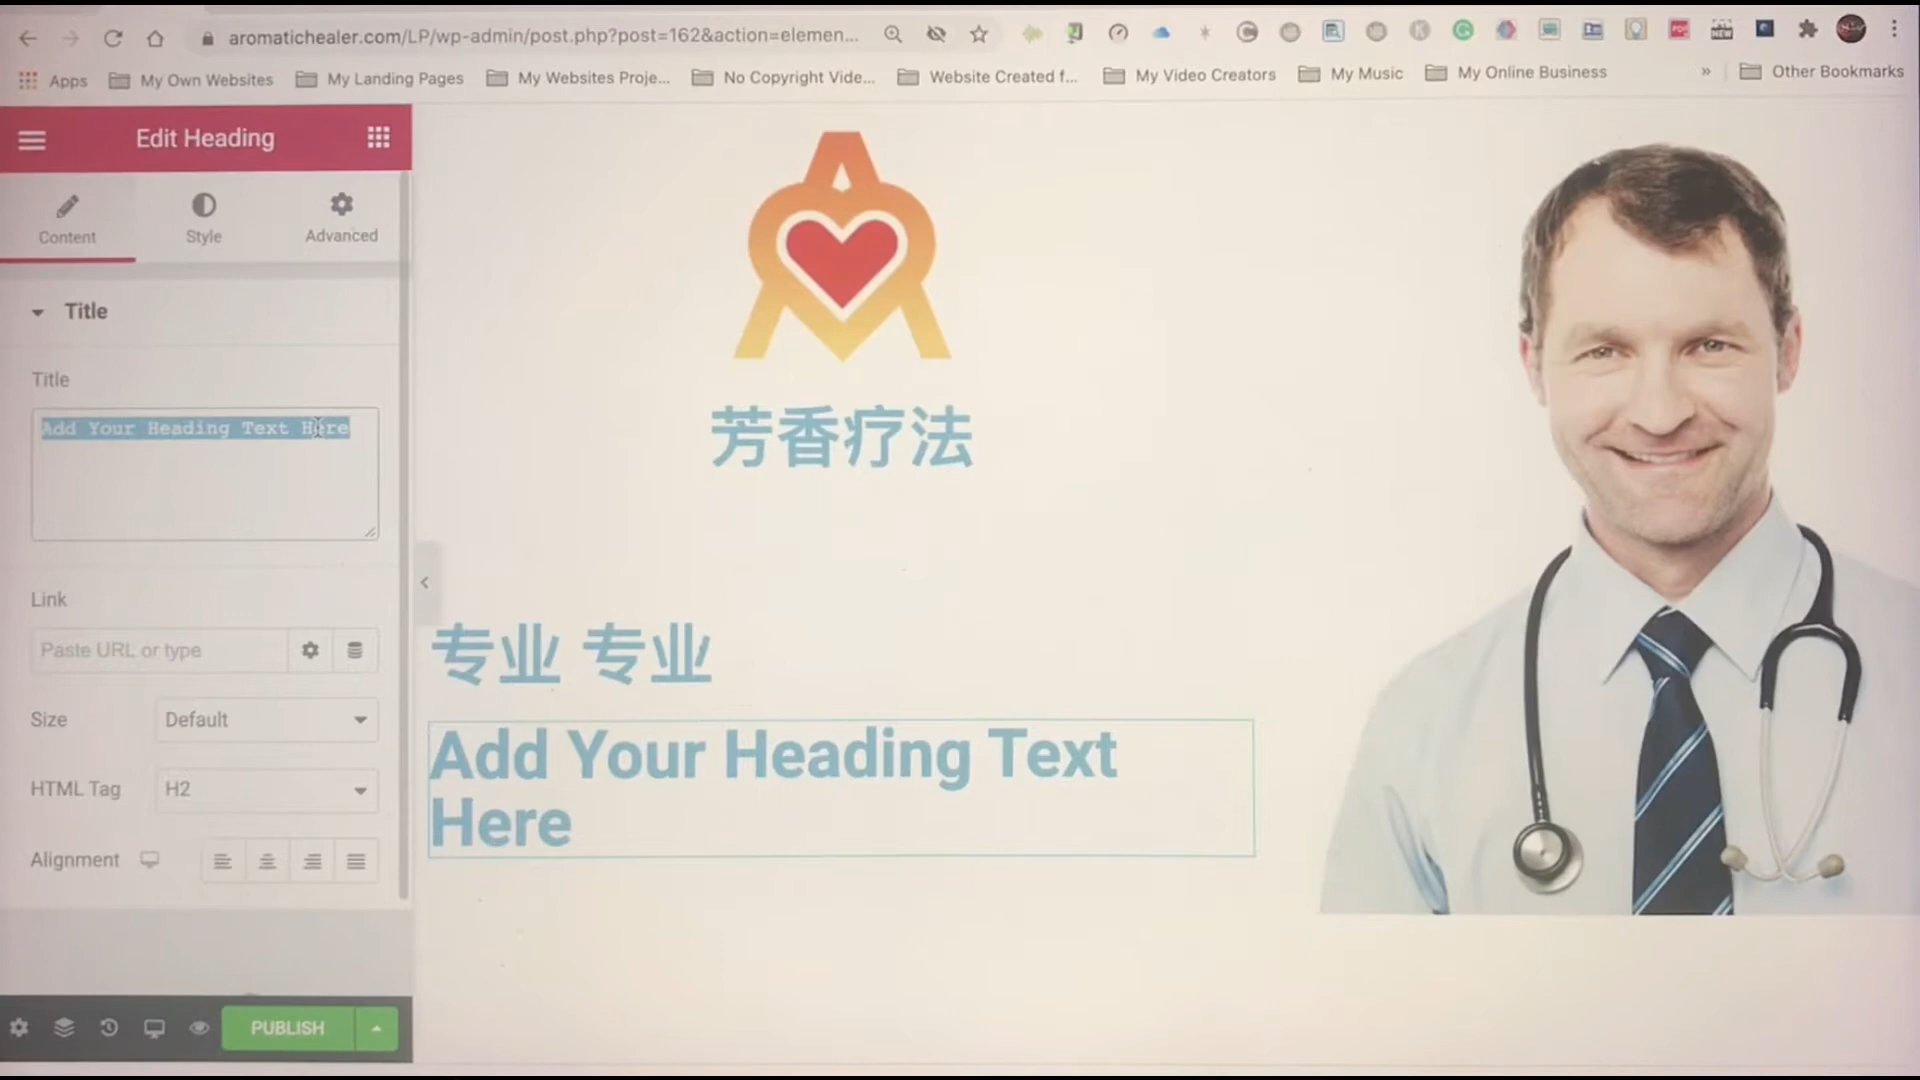 aromatichealer.com/LP/wp-admin/post.php?post=162&action=elemen...
Apps
My Own Websites
My Landing Pages
My Websites Proje...
No Copyright Vide...
Website Created f...
My Video Creators
My Music
My Online Business
»
Other Bookmarks
Edit Heading
Content
Style
Advanced
Title
Title
Add Your Heading Text Here
Link
Paste URL or type
Size
Default
HTML Tag
H2
Alignment
PUBLISH
芳香疗法
专业 专业
Add Your Heading Text
Here